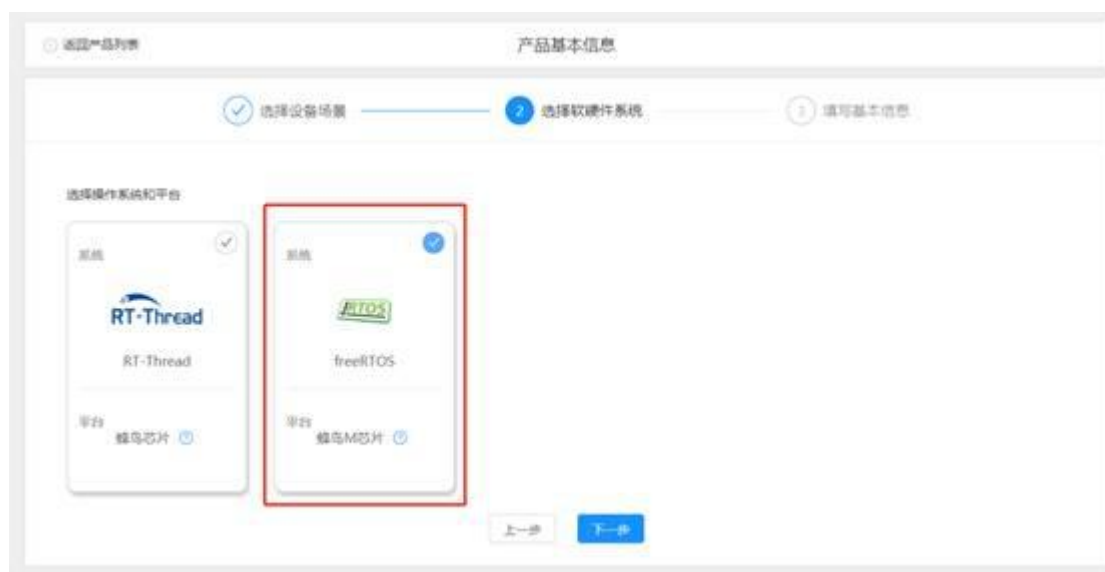 返回产品列表
产品基本信息
选择设备场景
2 选择软硬件系统
3 填写基本信息
选择操作系统和平台
系统
RT-Thread
RT-Thread
平台
蜂鸟芯片
系统
RTOS
freeRTOS
平台
蜂鸟M芯片
上一步
下一步